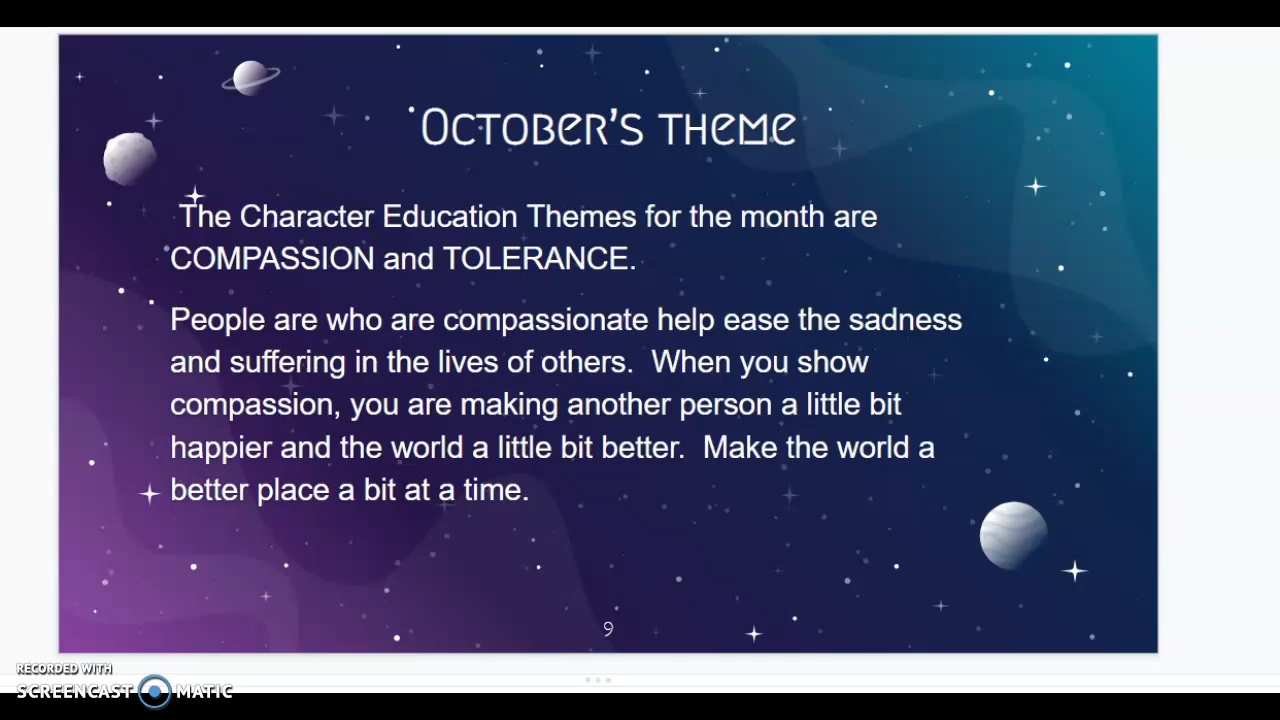 October's theme
The Character Education Themes for the month are
COMPASSION and TOLERANCE.
People are who are compassionate help ease the sadness
and suffering in the lives of others.  When you show
compassion, you are making another person a little bit
happier and the world a little bit better.  Make the world a
better place a bit at a time.
9
RECORDED WITH
SCREENCAST MATIC